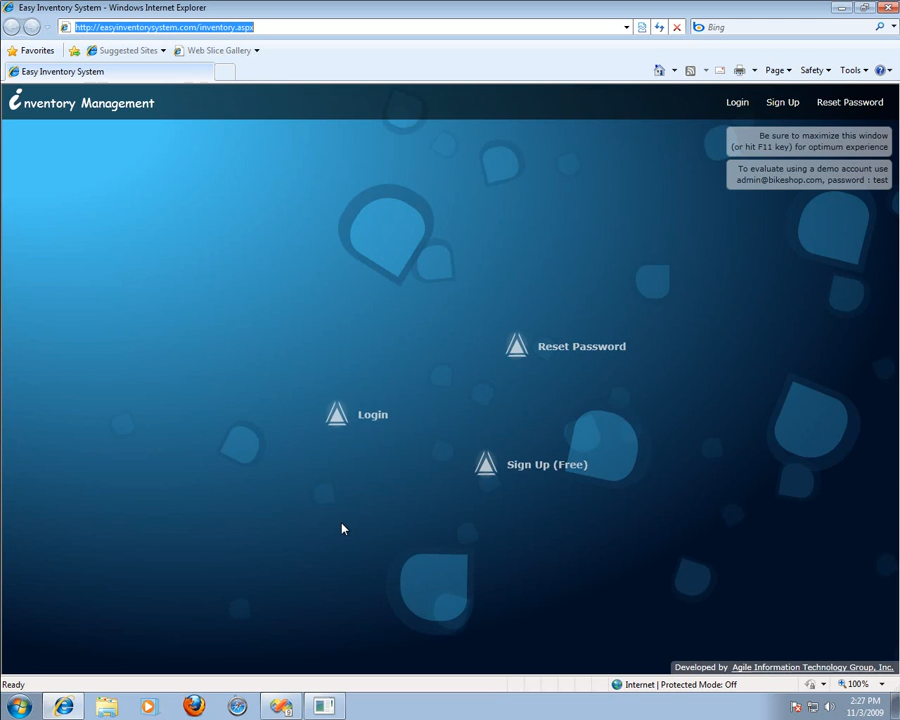 Easy Inventory System - Windows Internet Explorer
http://easyinventorysystem.com/inventory.aspx
Bing
Favorites
Suggested Sites
Web Slice Gallery
Easy Inventory System
Page
Safety
Tools
inventory Management
Login
Sign Up
Reset Password
Be sure to maximize this window
(or hit F11 key) for optimum experience
To evaluate using a demo account use
admin@bikeshop.com, password : test
Reset Password
Login
Sign Up (Free)
Developed by Agile Information Technology Group, Inc.
Ready
Internet | Protected Mode: Off
100%
2:27 PM
11/3/2009